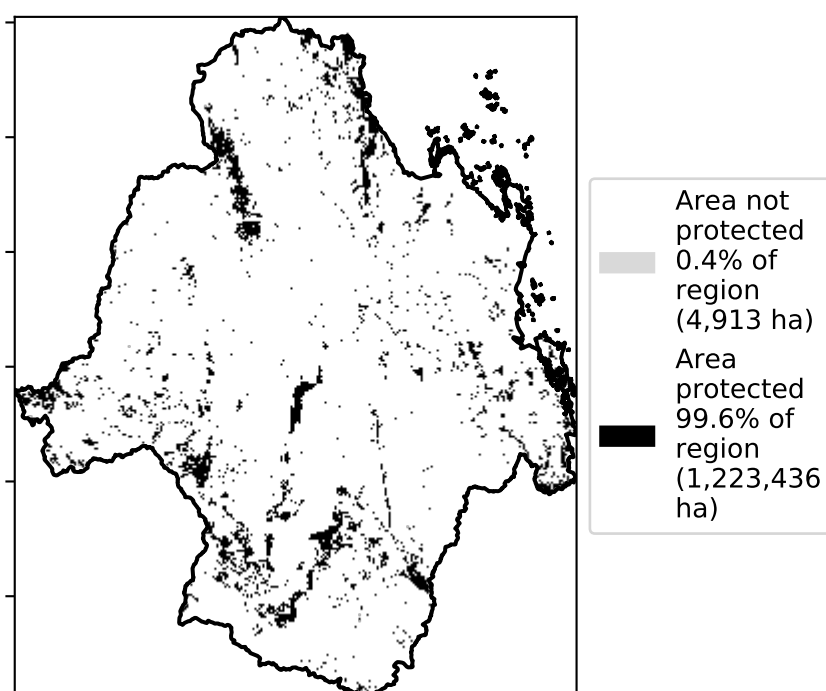 Area not
protected
0.4% of
region
(4,913 ha)
Area
protected
99.6% of
region
(1,223,436
ha)